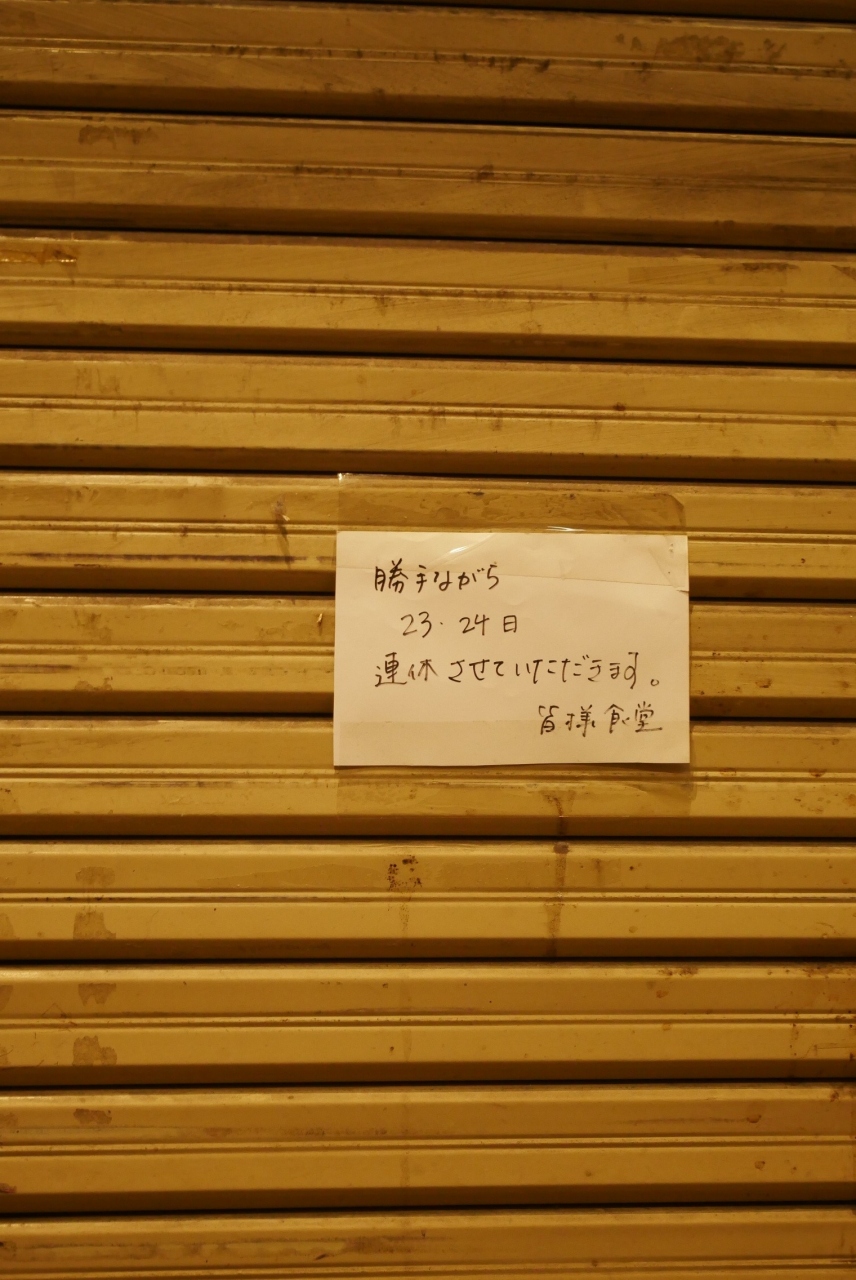 勝手ながら
23・24日
連休させていただきます。
皆様食堂